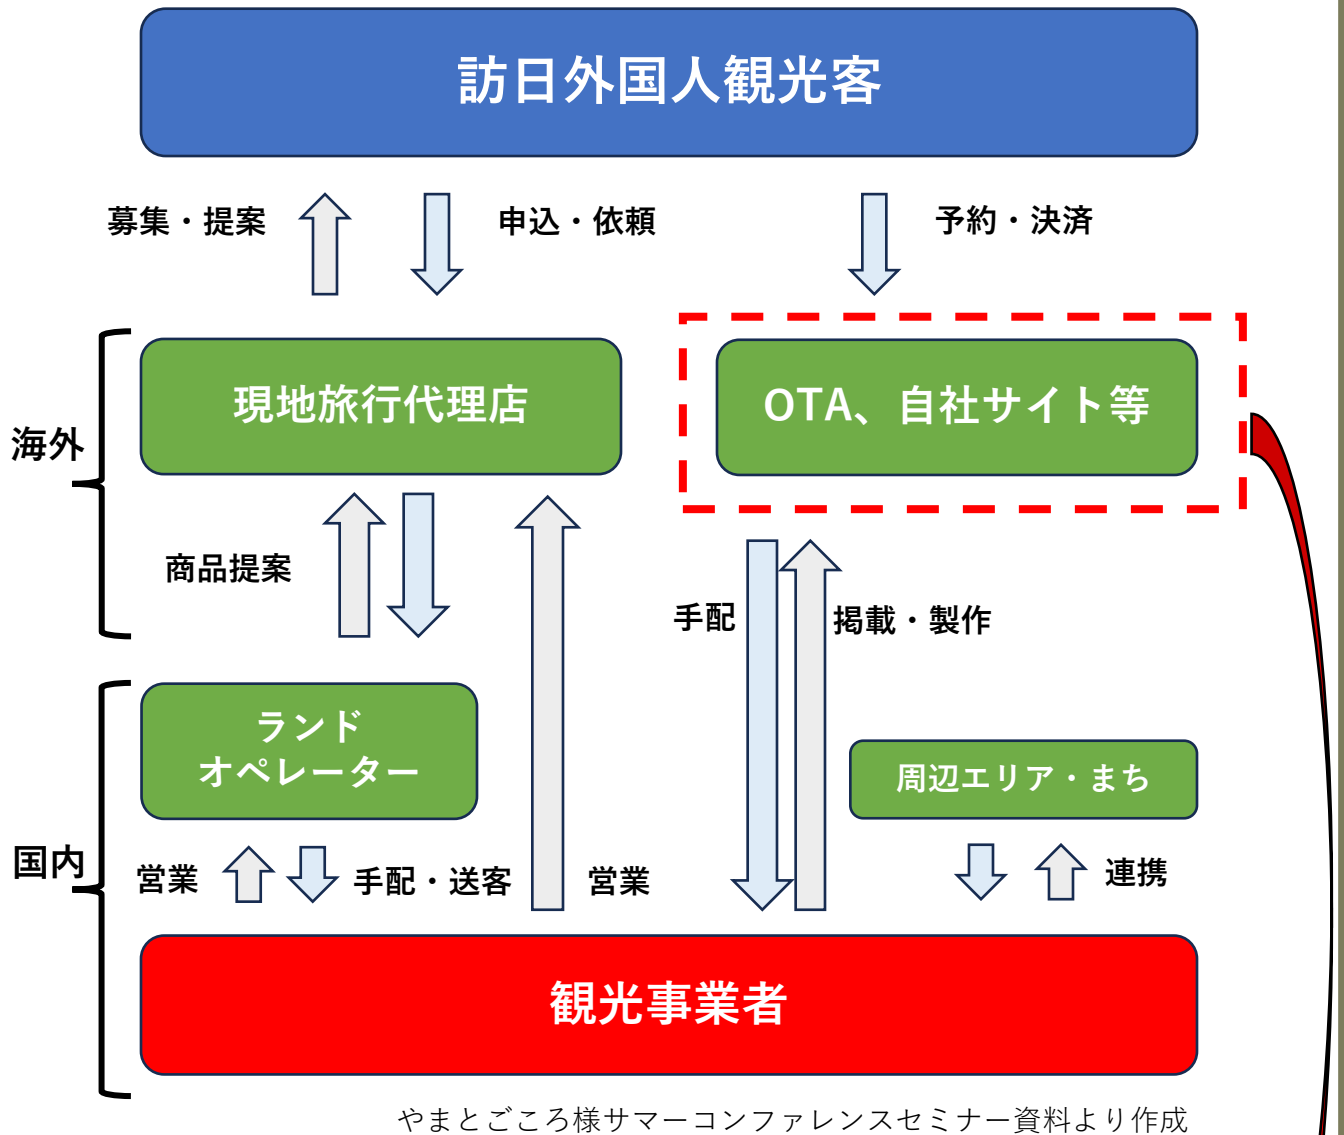 訪日外国人観光客
募集・提案
申込・依頼
予約・決済
海外
現地旅行代理店
OTA、自社サイト等
商品提案
手配
掲載・製作
国内
ランド
オペレーター
周辺エリア・まち
営業
手配・送客
営業
連携
観光事業者
やまとごころ様サマーコンファレンスセミナー資料より作成